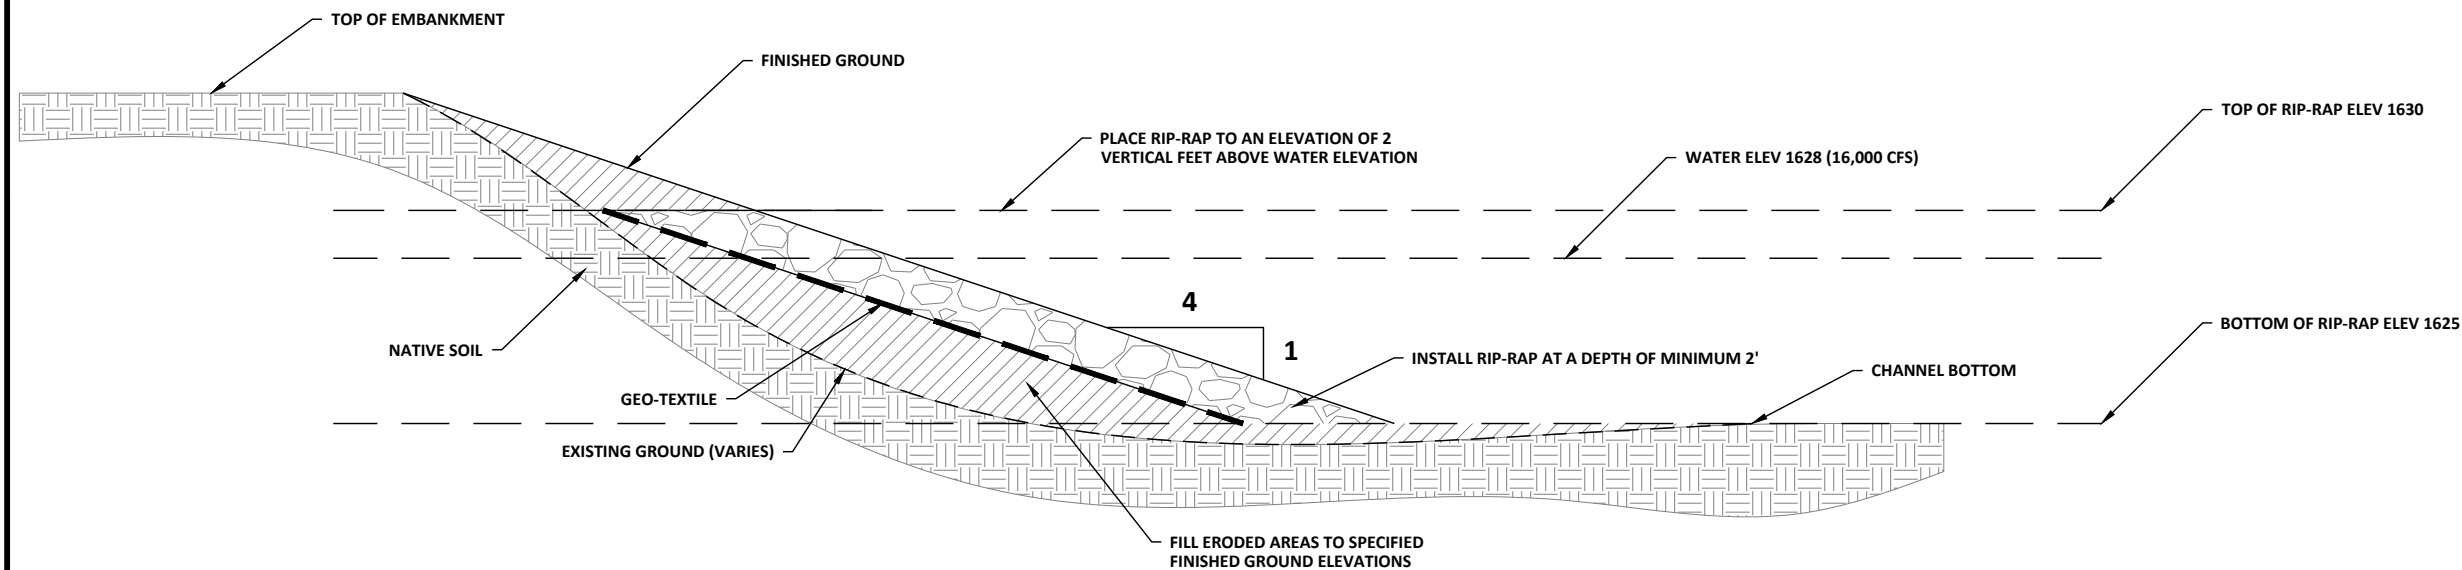 TOP OF EMBANKMENT
FINISHED GROUND
TOP OF RIP-RAP ELEV 1630
PLACE RIP-RAP TO AN ELEVATION OF 2
VERTICAL FEET ABOVE WATER ELEVATION
WATER ELEV 1628 (16,000 CFS)
4
1
BOTTOM OF RIP-RAP ELEV 1625
NATIVE SOIL
INSTALL RIP-RAP AT A DEPTH OF MINIMUM 2'
CHANNEL BOTTOM
GEO-TEXTILE
EXISTING GROUND (VARIES)
FILL ERODED AREAS TO SPECIFIED
FINISHED GROUND ELEVATIONS